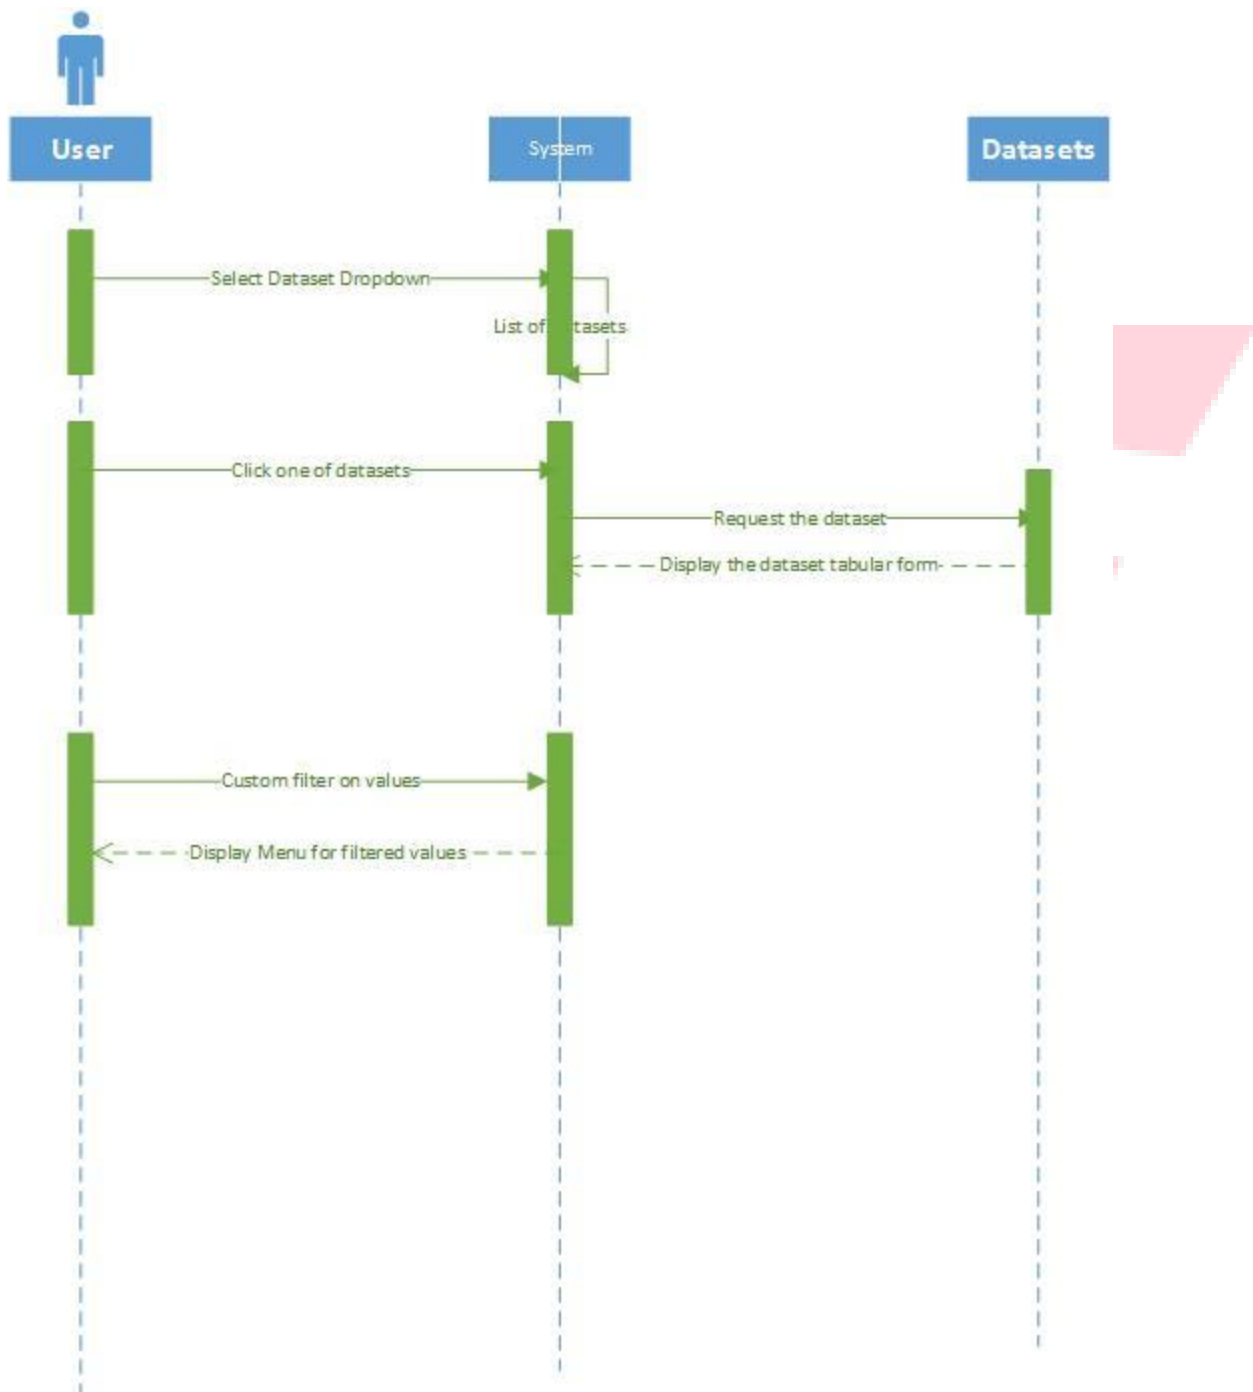 User
System
Datasets
Select Dataset Dropdown
List of  tasets
Click one of datasets
Request the dataset
Display the dataset tabular form
Custom filter on values
Display Menu for filtered values